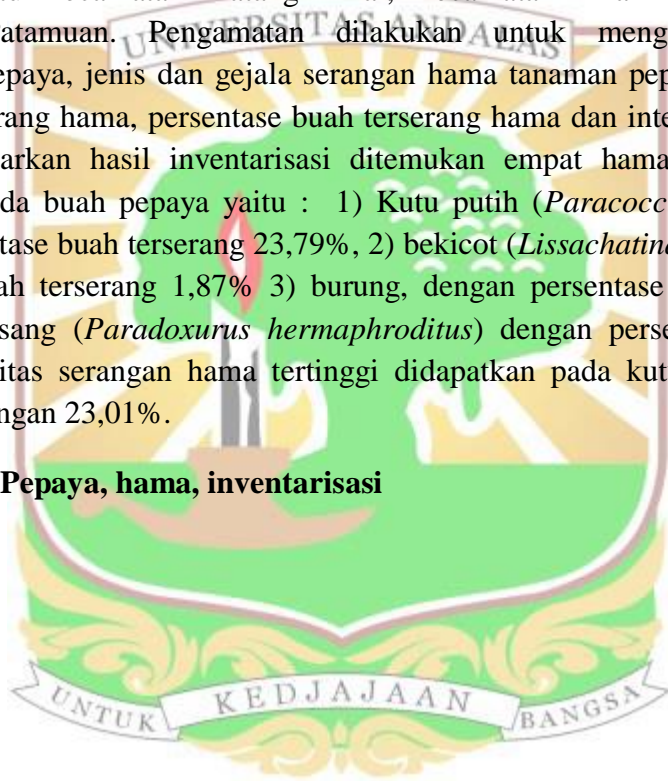 Patamuan. Pengamatan dilakukan untuk meng
epaya, jenis dan gejala serangan hama tanaman pep
rang hama, persentase buah terserang hama dan inte
arkan hasil inventarisasi ditemukan empat hama
da buah pepaya yaitu : 1) Kutu putih (Paracocc
tase buah terserang 23,79%, 2) bekicot (Lissachatina
ah terserang 1,87% 3) burung, dengan persentase
sang (Paradoxurus hermaphroditus) dengan perse
itas serangan hama tertinggi didapatkan pada kut
ngan 23,01%.
Pepaya, hama, inventarisasi
UNIVERSITAS ANDALAS
UNTUK KEDJAJAAN BANGSA